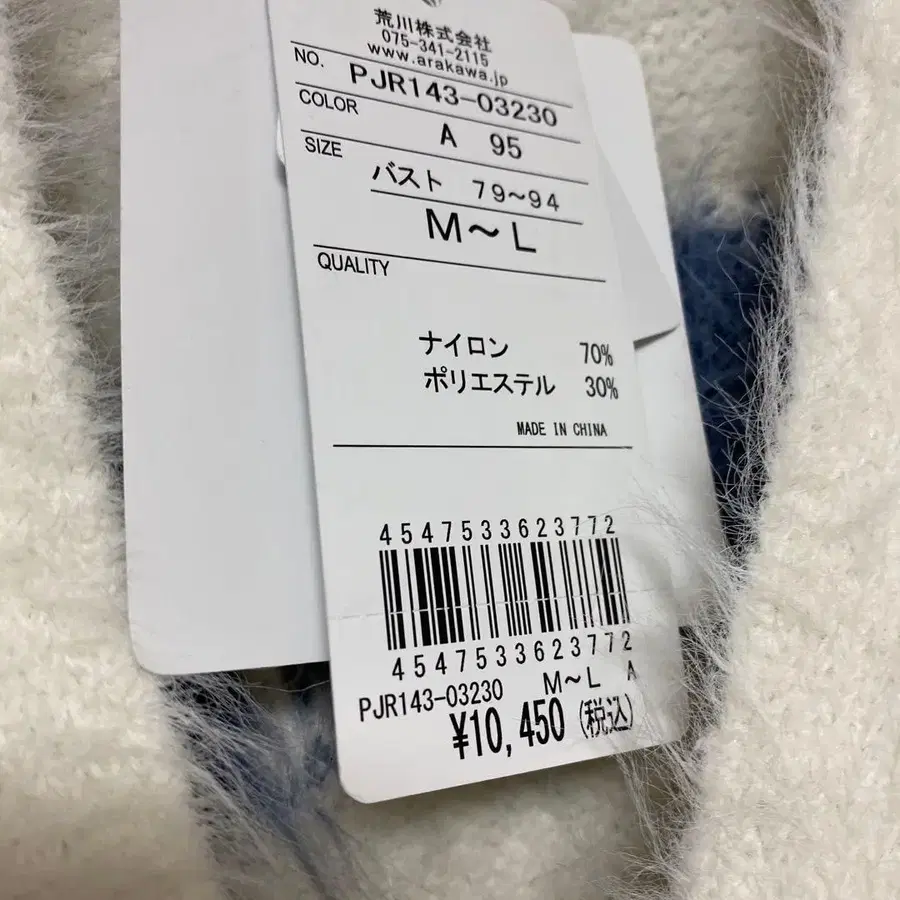 荒川株式会社
075-341-2115
www.arakawa.jp
NO. PJR143-03230
COLOR A 95
SIZE バスト 79～94
M～L
QUALITY
ナイロン 70%
ポリエステル 30%
MADE IN CHINA
4547533623772
4547533623772
PJR143-03230 M～L A
¥10,450 (税込)